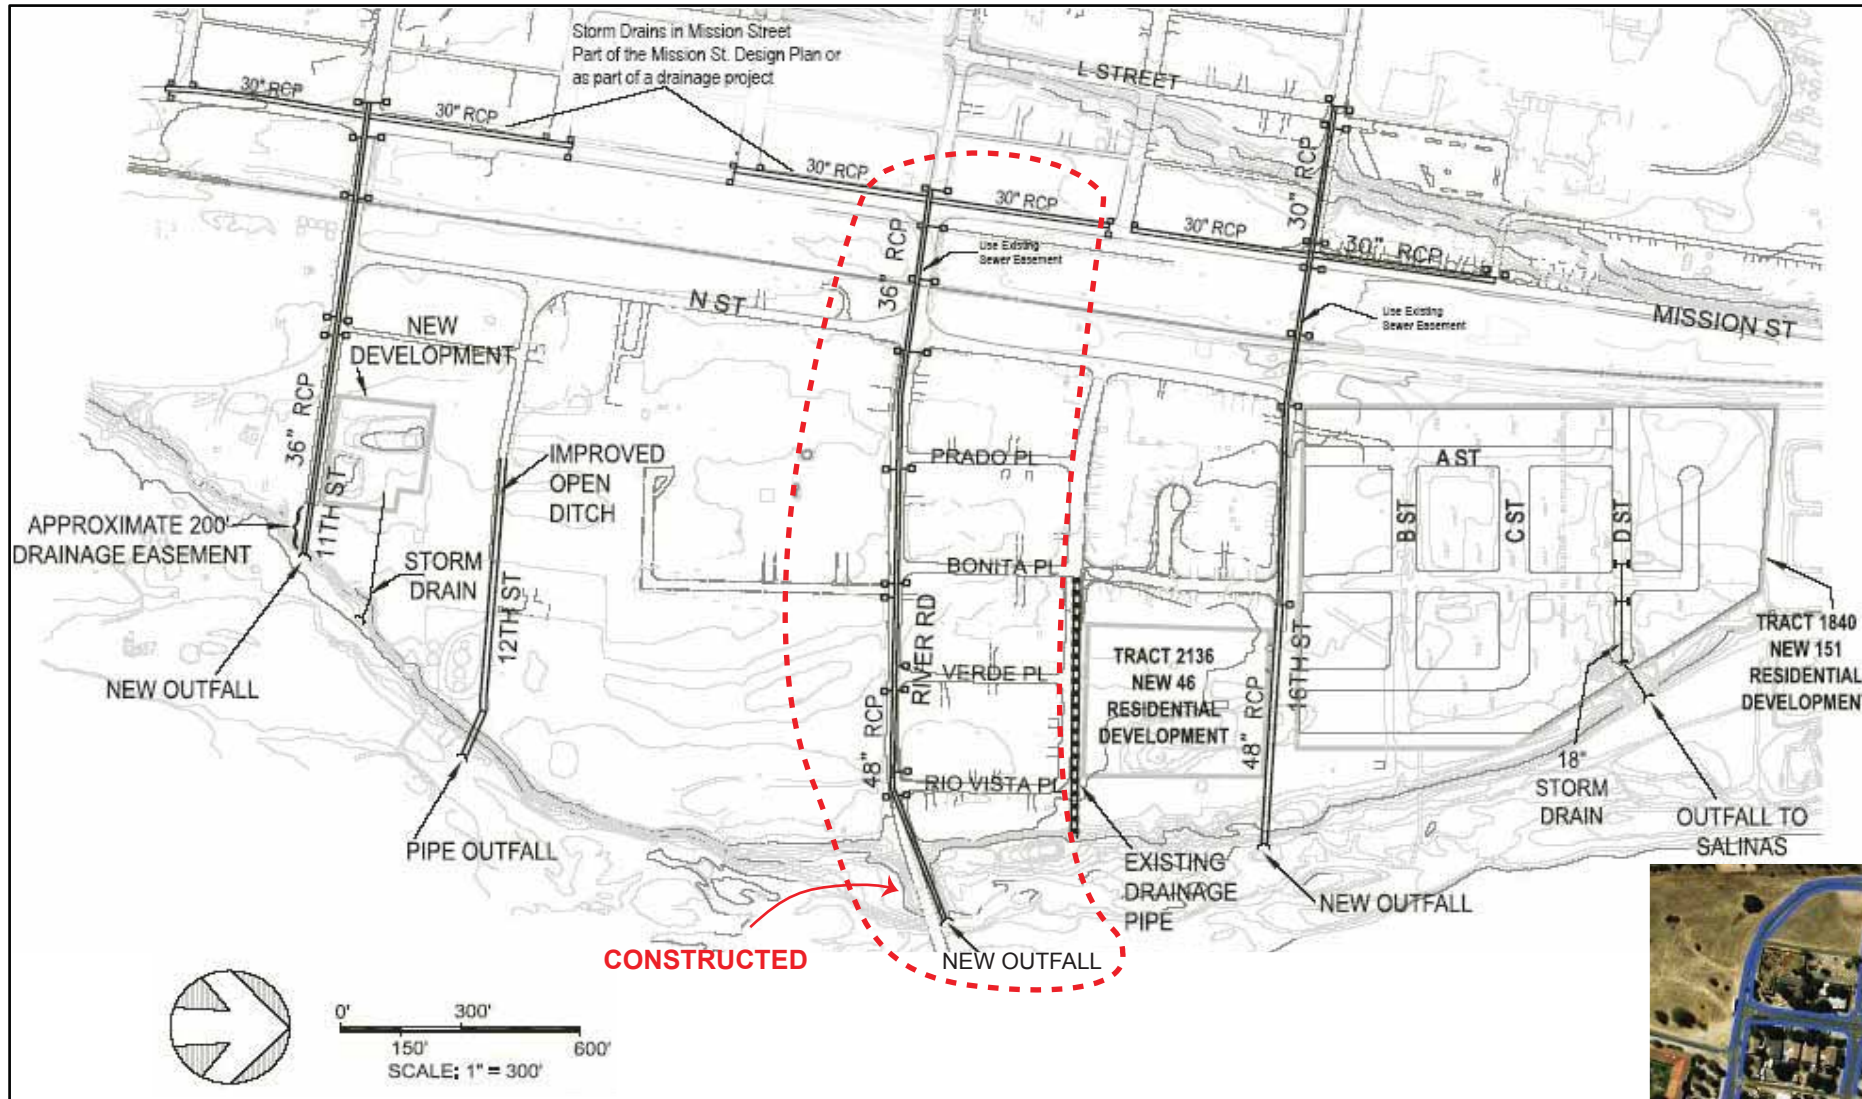 Storm Drains in Mission Street
Part of the Mission St. Design Plan or
as part of a drainage project
L STREET
30" RCP
30" RCP
30" RCP
30" RCP
30" RCP
30" RCP
30" RCP
36" RCP
Use Existing
Sewer Easement
Use Existing
Sewer Easement
MISSION ST
N ST
NEW
DEVELOPMENT
36" RCP
11TH ST
IMPROVED
OPEN
DITCH
PRADO PL
A ST
B ST
C ST
D ST
APPROXIMATE 200'
DRAINAGE EASEMENT
STORM
DRAIN
12TH ST
BONITA PL
RIVER RD
VERDE PL
48" RCP
RIO VISTA PL
TRACT 2136
NEW 46
RESIDENTIAL
DEVELOPMENT
48" RCP
16TH ST
TRACT 1840
NEW 151
RESIDENTIAL
DEVELOPMENT
NEW OUTFALL
PIPE OUTFALL
18"
STORM
DRAIN
OUTFALL TO
SALINAS
EXISTING
DRAINAGE
PIPE
NEW OUTFALL
CONSTRUCTED
NEW OUTFALL
0' 300'
150' 600'
SCALE: 1" = 300'